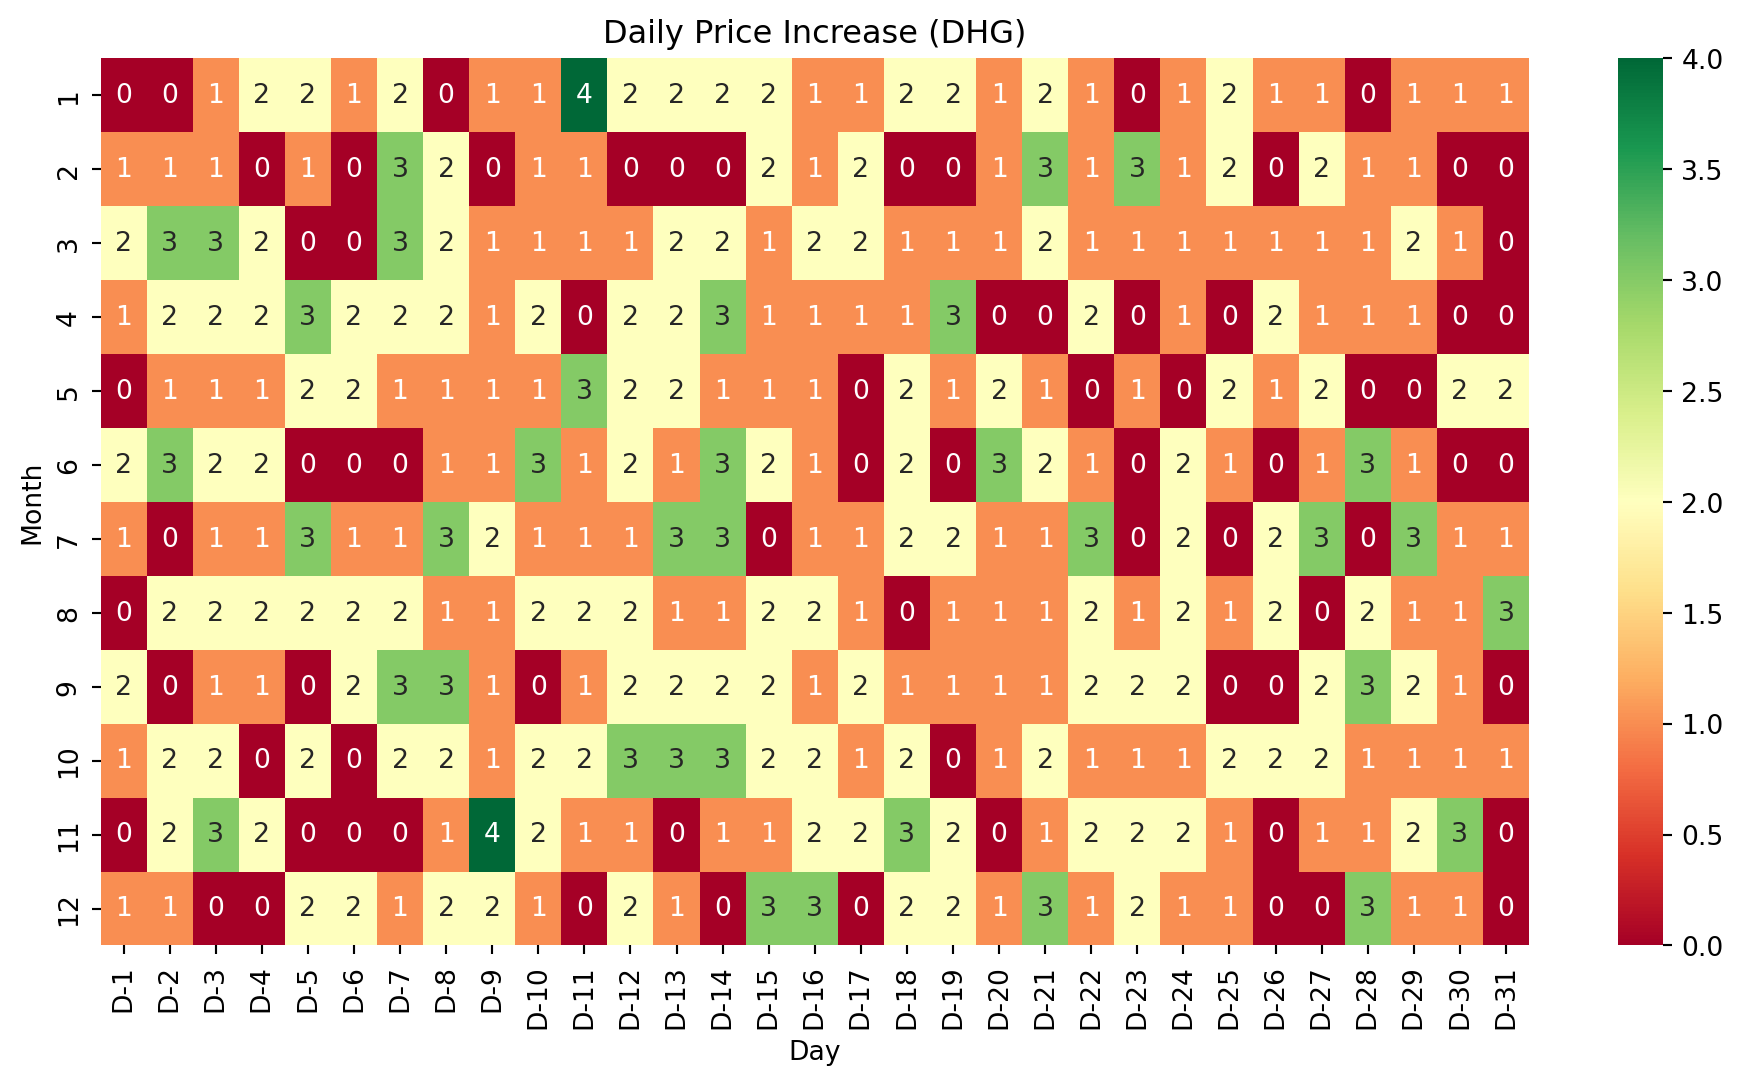 Daily Price Increase (DHG)
1 0 0 1 2 2 1 2 0 1 1 4 2 2 2 2 1 1 2 2 1 2 1 0 1 2 1 1 0 1 1 1
2 1 1 1 0 1 0 3 2 0 1 1 0 0 0 2 1 2 0 0 1 3 1 3 1 2 0 2 1 1 0 0
3 2 3 3 2 0 0 3 2 1 1 1 1 2 2 1 2 2 1 1 1 2 1 1 1 1 1 1 1 2 1 0
4 1 2 2 2 3 2 2 2 1 2 0 2 2 3 1 1 1 1 3 0 0 2 0 1 0 2 1 1 1 0 0
5 0 1 1 1 2 2 1 1 1 1 3 2 2 1 1 1 0 2 1 2 1 0 1 0 2 1 2 0 0 2 2
6 2 3 2 2 0 0 0 1 1 3 1 2 1 3 2 1 0 2 0 3 2 1 0 2 1 0 1 3 1 0 0
7 1 0 1 1 3 1 1 3 2 1 1 1 3 3 0 1 1 2 2 1 1 3 0 2 0 2 3 0 3 1 1
8 0 2 2 2 2 2 2 1 1 2 2 2 1 1 2 2 1 0 1 1 1 2 1 2 1 2 0 2 1 1 3
9 2 0 1 1 0 2 3 3 1 0 1 2 2 2 2 1 2 1 1 1 1 2 2 2 0 0 2 3 2 1 0
10 1 2 2 0 2 0 2 2 1 2 2 3 3 3 2 2 1 2 0 1 2 1 1 1 2 2 2 1 1 1 1
11 0 2 3 2 0 0 0 1 4 2 1 1 0 1 1 2 2 3 2 0 1 2 2 2 1 0 1 1 2 3 0
12 1 1 0 0 2 2 1 2 2 1 0 2 1 0 3 3 0 2 2 1 3 1 2 1 1 0 0 3 1 1 0
Month
D-1 D-2 D-3 D-4 D-5 D-6 D-7 D-8 D-9 D-10 D-11 D-12 D-13 D-14 D-15 D-16 D-17 D-18 D-19 D-20 D-21 D-22 D-23 D-24 D-25 D-26 D-27 D-28 D-29 D-30 D-31
Day
4.0
3.5
3.0
2.5
2.0
1.5
1.0
0.5
0.0